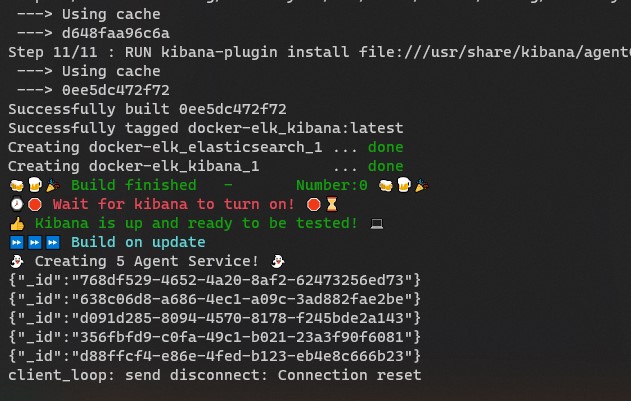 ---> Using cache
---> d648faa96c6a
Step 11/11 : RUN kibana-plugin install file:///usr/share/kibana/agent
---> Using cache
---> 0ee5dc472f72
Successfully built 0ee5dc472f72
Successfully tagged docker-elk_kibana:latest
Creating docker-elk_elasticsearch_1 ... done
Creating docker-elk_kibana_1        ... done
🍻🍺🎉 Build finished   -       Number:0 🍻🍺🎉
🕗🛑 Wait for kibana to turn on! 🛑⏳
👍 Kibana is up and ready to be tested! 💻
⏩⏩⏩ Build on update
👻 Creating 5 Agent Service! 👻
{"_id":"768df529-4652-4a20-8af2-62473256ed73"}
{"_id":"638c06d8-a686-4ec1-a09c-3ad882fae2be"}
{"_id":"d091d285-8094-4570-8178-f245bde2a143"}
{"_id":"356fbfd9-c0fa-49c1-b021-23a3f90f6081"}
{"_id":"d88ffcf4-e86e-4fed-b123-eb4e8c666b23"}
client_loop: send disconnect: Connection reset